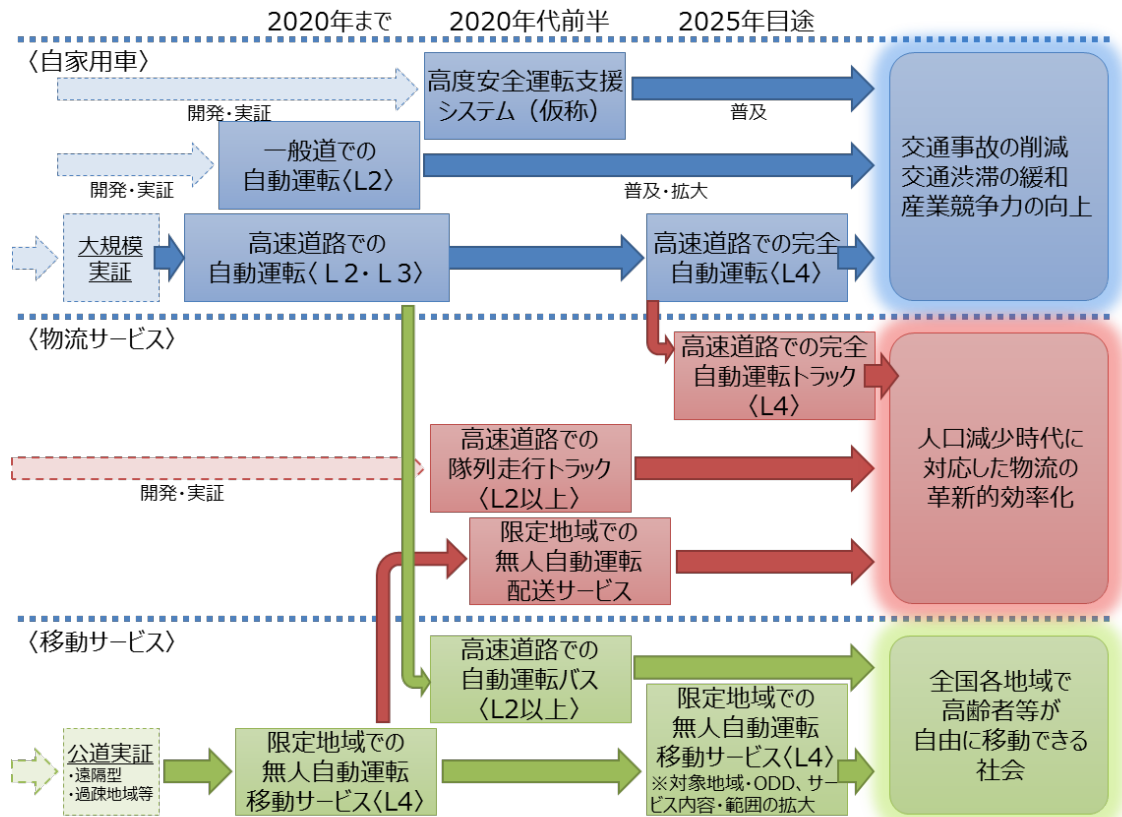 2020年まで
2020年代前半
2025年目途
〈自家用車〉
開発・実証
高度安全運転支援
システム（仮称）
普及
開発・実証
一般道での
自動運転〈L2〉
普及・拡大
大規模
実証
高速道路での
自動運転〈Ｌ２・Ｌ３〉
高速道路での完全
自動運転〈L4〉
交通事故の削減
交通渋滞の緩和
産業競争力の向上
〈物流サービス〉
高速道路での完全
自動運転トラック
〈L4〉
開発・実証
高速道路での
隊列走行トラック
〈L2以上〉
限定地域での
無人自動運転
配送サービス
人口減少時代に
対応した物流の
革新的効率化
〈移動サービス〉
高速道路での
自動運転バス
〈L2以上〉
公道実証
・遠隔型
・過疎地域等
限定地域での
無人自動運転
移動サービス〈L4〉
限定地域での
無人自動運転
移動サービス〈L4〉
※対象地域・ODD、サー
ビス内容・範囲の拡大
全国各地域で
高齢者等が
自由に移動できる
社会